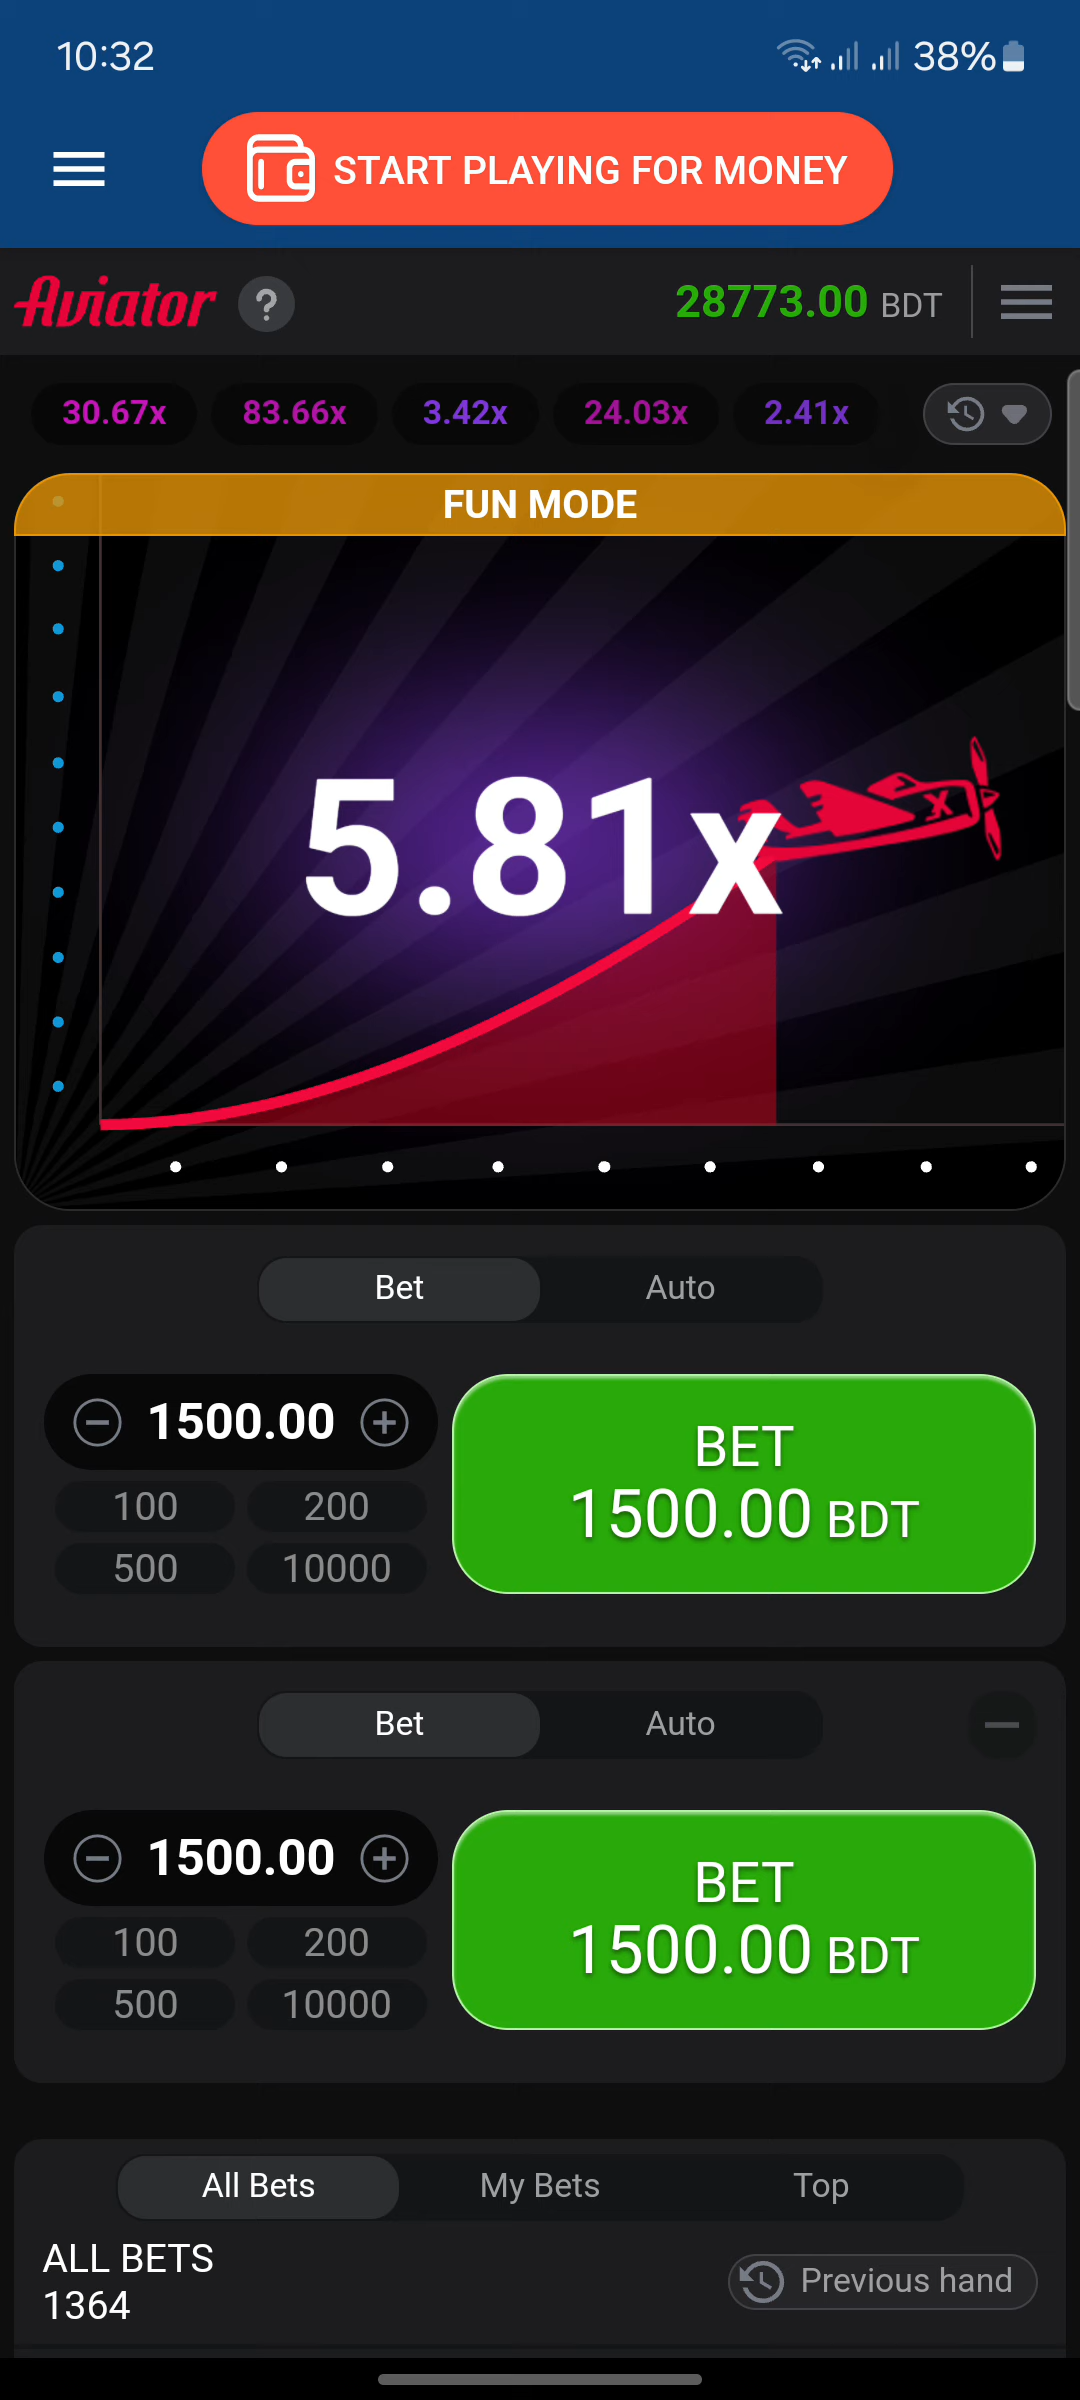 10:32
38%
START PLAYING FOR MONEY
Aviator ?
28773.00 BDT
30.67x 83.66x 3.42x 24.03x 2.41x
FUN MODE
5.81x
X
Bet Auto
1500.00
BET
1500.00 BDT
100 200
500 10000
Bet Auto
1500.00
BET
1500.00 BDT
100 200
500 10000
All Bets My Bets Top
ALL BETS
1364
Previous hand